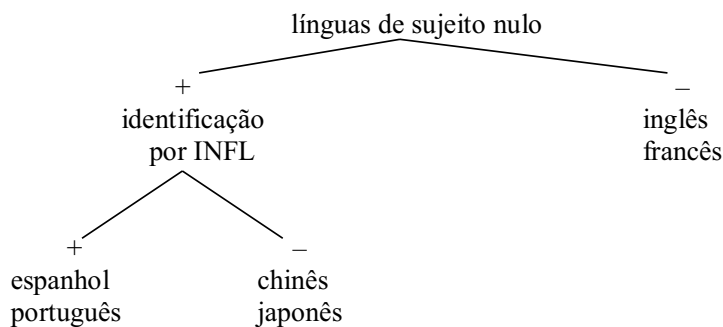 línguas de sujeito nulo
+ –
identificação inglês
por INFL francês
+ –
espanhol chinês
português japonês